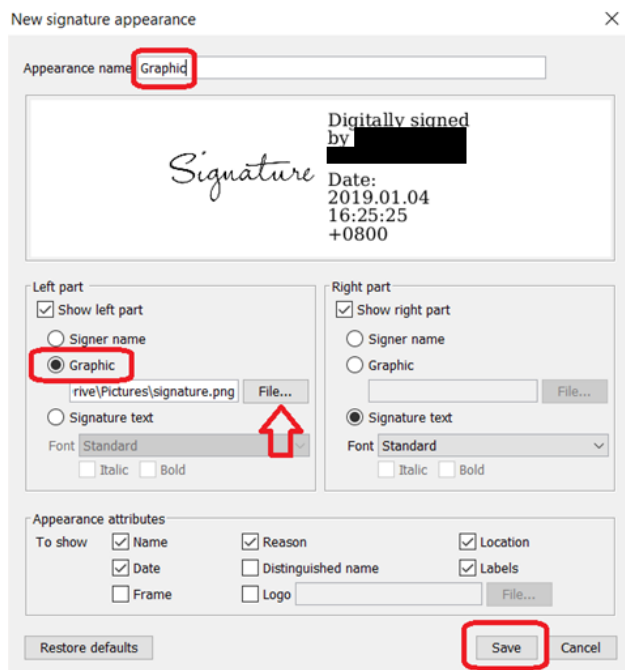 New signature appearance
Appearance name Graphic
Signature
Digitally signed
by
Date:
2019.01.04
16:25:25
+0800
Left part
Show left part
Signer name
Graphic
rive\Pictures\signature.png File...
Signature text
Font Standard
Italic Bold
Right part
Show right part
Signer name
Graphic
File...
Signature text
Font Standard
Italic Bold
Appearance attributes
To show Name Reason Location
Date Distinguished name Labels
Frame Logo File...
Restore defaults Save Cancel